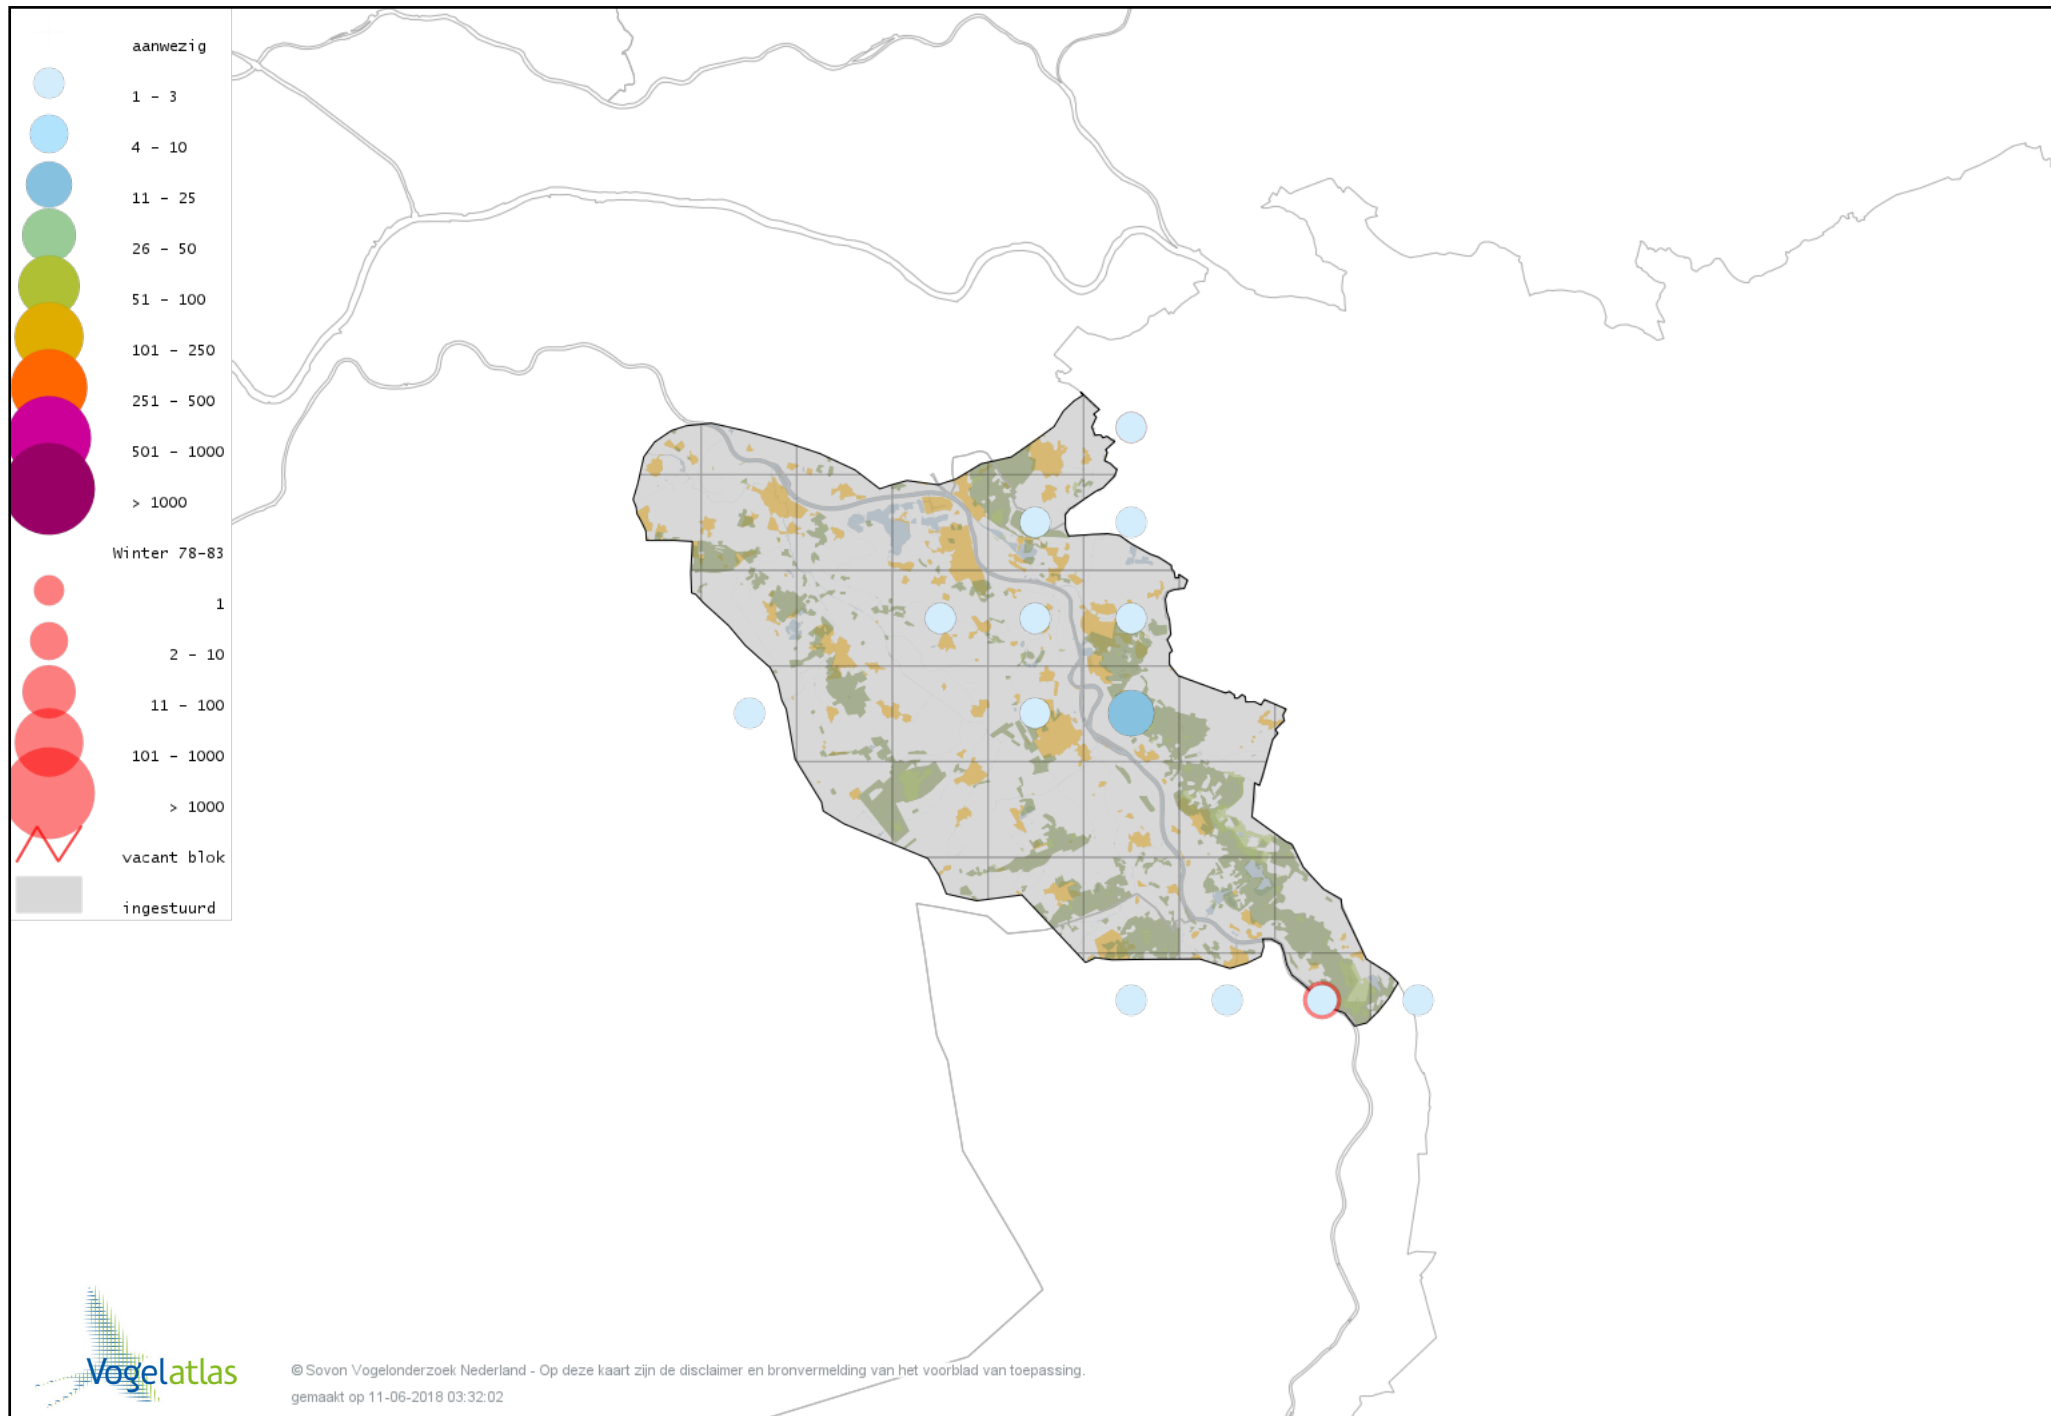 aanwezig
1 - 3
4 - 10
11 - 25
26 - 50
51 - 100
101 - 250
251 - 500
501 - 1000
> 1000
Winter 78-83
1
2 - 10
11 - 100
101 - 1000
> 1000
vacant blok
ingestuurd
Vogelatlas
© Sovon Vogelonderzoek Nederland - Op deze kaart zijn de disclaimer en bronvermelding van het voorblad van toepassing.
gemaakt op 11-06-2018 03:32:02